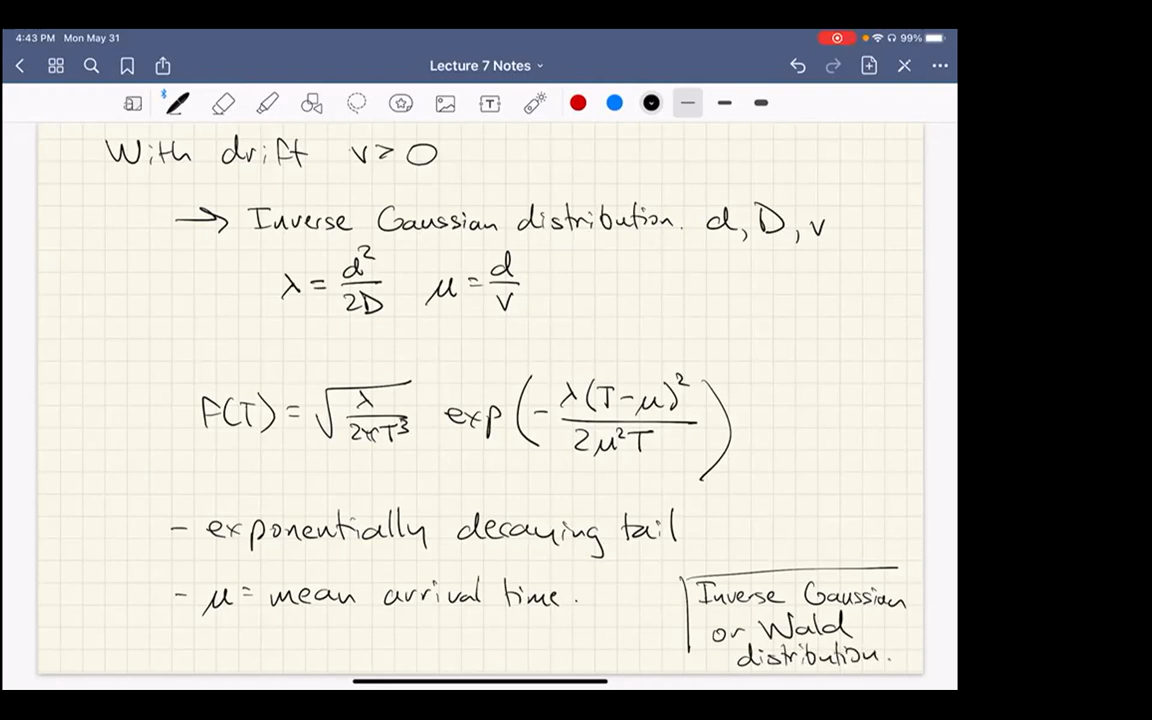 4:43 PM Mon May 31
99%
Lecture 7 Notes
With drift v > 0
→ Inverse Gaussian distribution. d, D, v
λ = d²/2D μ = d/v
F(T) = √(λ/2πT³) exp(-λ(T-μ)²/2μ²T)
- exponentially decaying tail
- μ = mean arrival time.
Inverse Gaussian
or Wald
distribution.